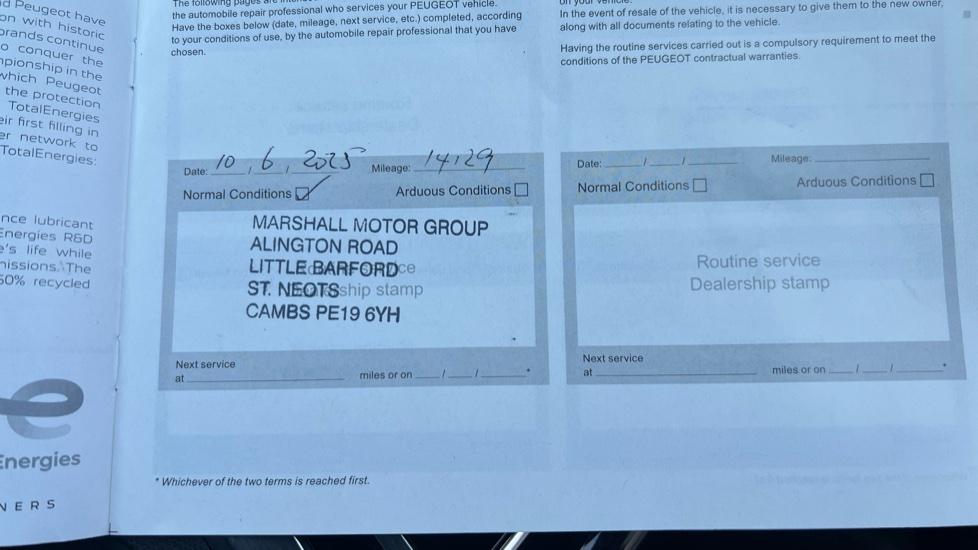 d Peugeot have
on with historic
brands continue
o conquer the
mpionship in the
which Peugeot
the protection
TotalEnergies
eir first filling in
er network to
TotalEnergies:
nce lubricant
Energies R&D
e's life while
missions. The
50% recycled
Energies
NERS
The following pages are
the automobile repair professional who services your PEUGEOT vehicle.
Have the boxes below (date, mileage, next service, etc.) completed, according
to your conditions of use, by the automobile repair professional that you have
chosen.
Date: 10 / 6 / 2025 Mileage: 14129
Normal Conditions Arduous Conditions
MARSHALL MOTOR GROUP
ALINGTON ROAD
LITTLE BARFORD ce
ST. NEOTS ship stamp
CAMBS PE19 6YH
Next service
at miles or on / / *
* Whichever of the two terms is reached first.
on your vehicle.
In the event of resale of the vehicle, it is necessary to give them to the new owner,
along with all documents relating to the vehicle.
Having the routine services carried out is a compulsory requirement to meet the
conditions of the PEUGEOT contractual warranties.
Date: / / Mileage:
Normal Conditions Arduous Conditions
Routine service
Dealership stamp
Next service
at miles or on / / *